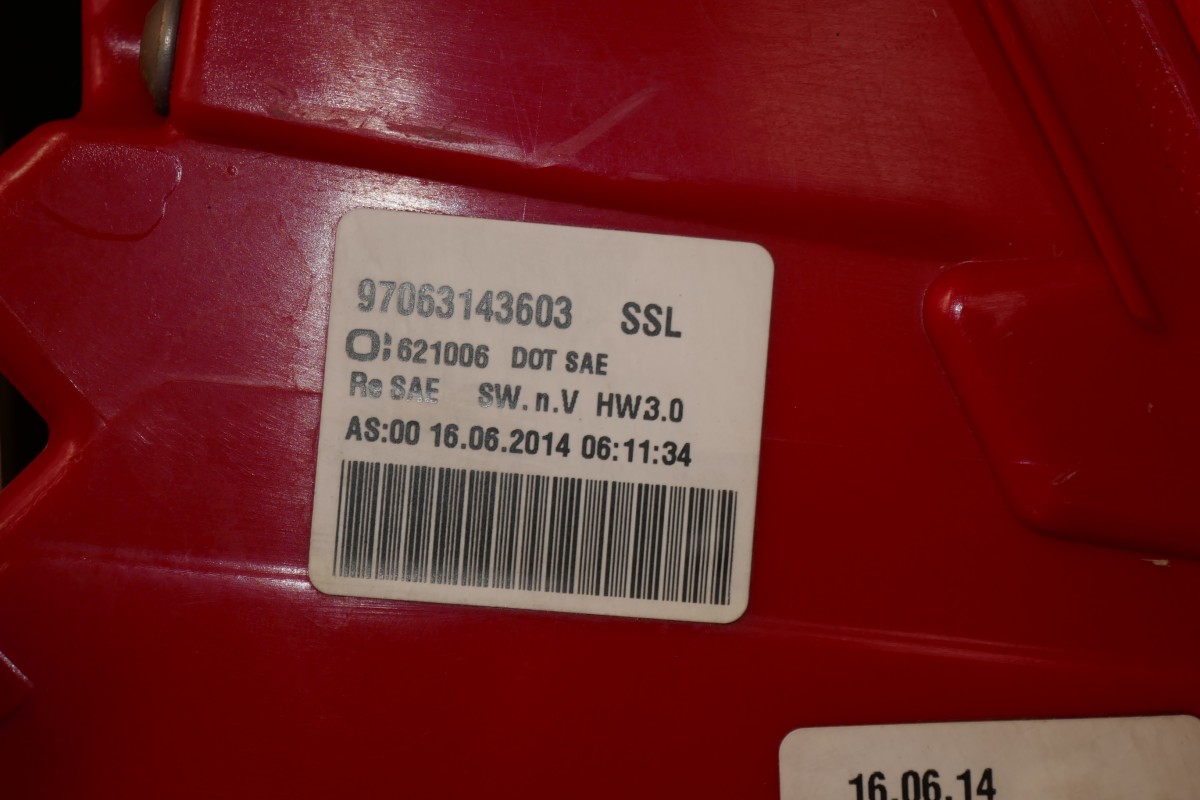 97063143603 SSL
621006 DOT SAE
Re SAE SW. n.V HW3.0
AS:00 16.06.2014 06:11:34
16.06.14